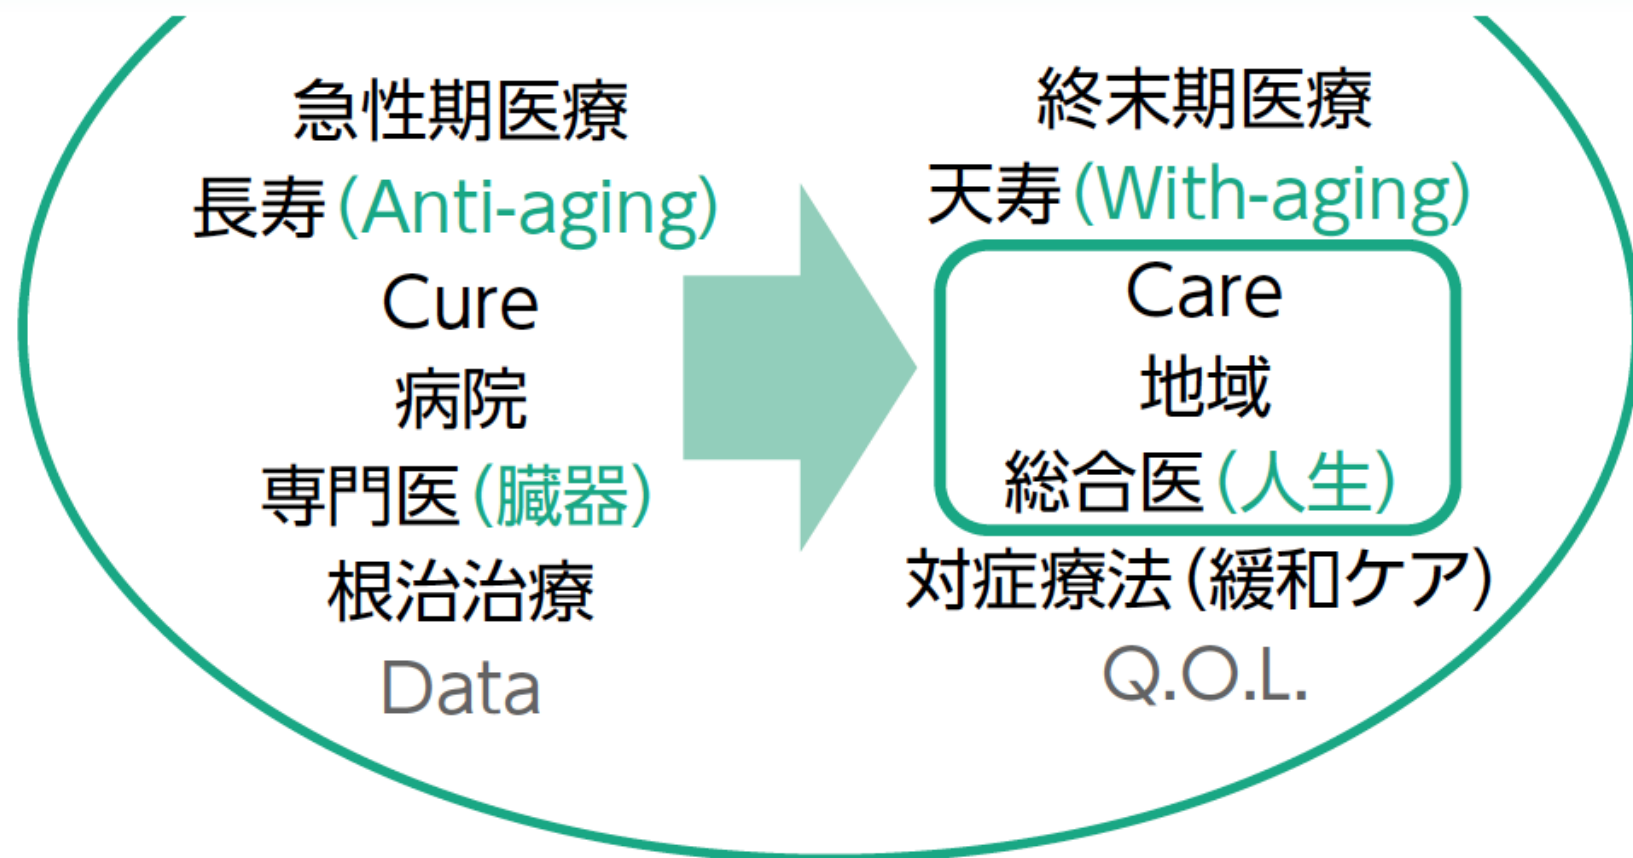 急性期医療
長寿(Anti-aging)
Cure
病院
専門医(臓器)
根治治療
Data
終末期医療
天寿(With-aging)
Care
地域
総合医(人生)
対症療法(緩和ケア)
Q.O.L.